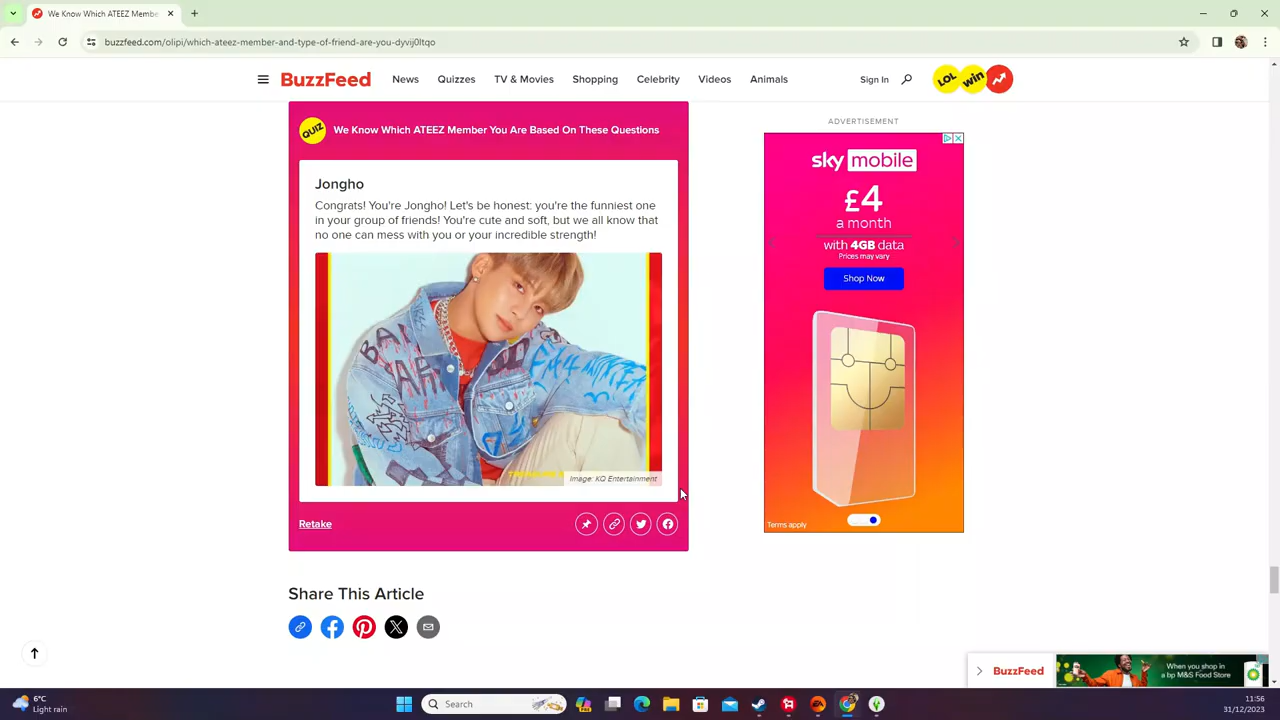 We Know Which ATEEZ Membe
buzzfeed.com/olipi/which-ateez-member-and-type-of-friend-are-you-dyvij0ltqo
BuzzFeed
News
Quizzes
TV & Movies
Shopping
Celebrity
Videos
Animals
Sign In
LOL
win
QUIZ
We Know Which ATEEZ Member You Are Based On These Questions
Jongho
Congrats! You're Jongho! Let's be honest: you're the funniest one
in your group of friends! You're cute and soft, but we all know that
no one can mess with you or your incredible strength!
Image: KQ Entertainment
Retake
Share This Article
ADVERTISEMENT
sky mobile
£4
a month
with 4GB data
Prices may vary
Shop Now
Terms apply
BuzzFeed
When you shop in
a bp M&S Food Store
6°C
Light rain
Search
11:56
31/12/2023